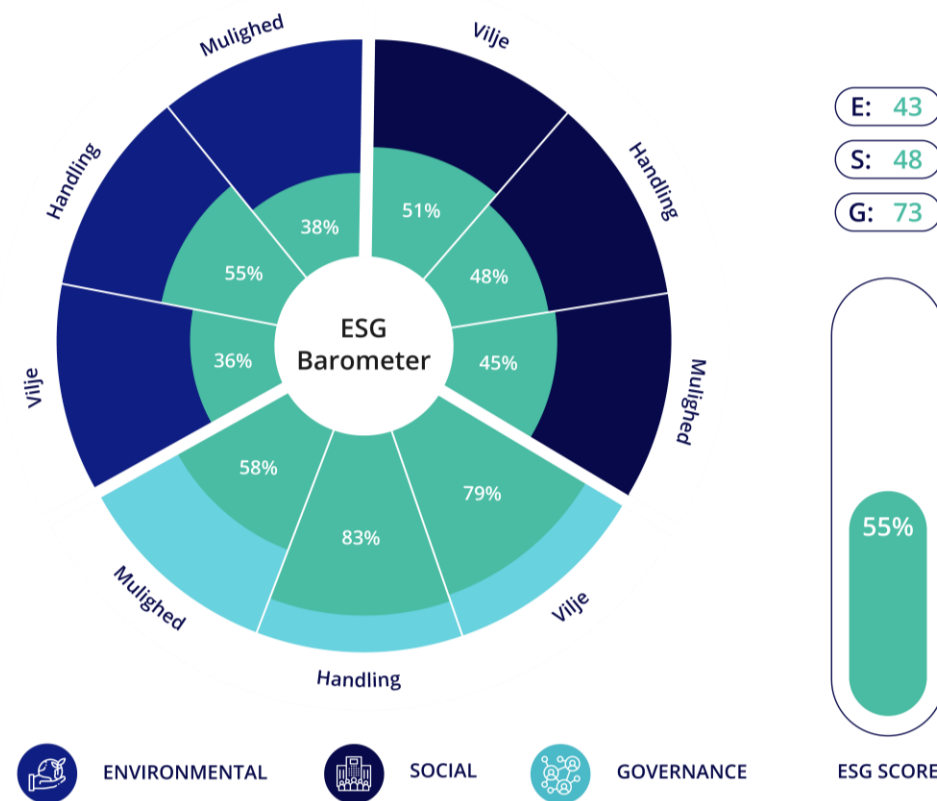 Mulighed
Vilje
Handling
Handling
38%
51%
55%
48%
36%
45%
ESG
Barometer
Vilje
Mulighed
58%
83%
79%
Mulighed
Handling
Vilje
E: 43
S: 48
G: 73
55%
ENVIRONMENTAL
SOCIAL
GOVERNANCE
ESG SCORE